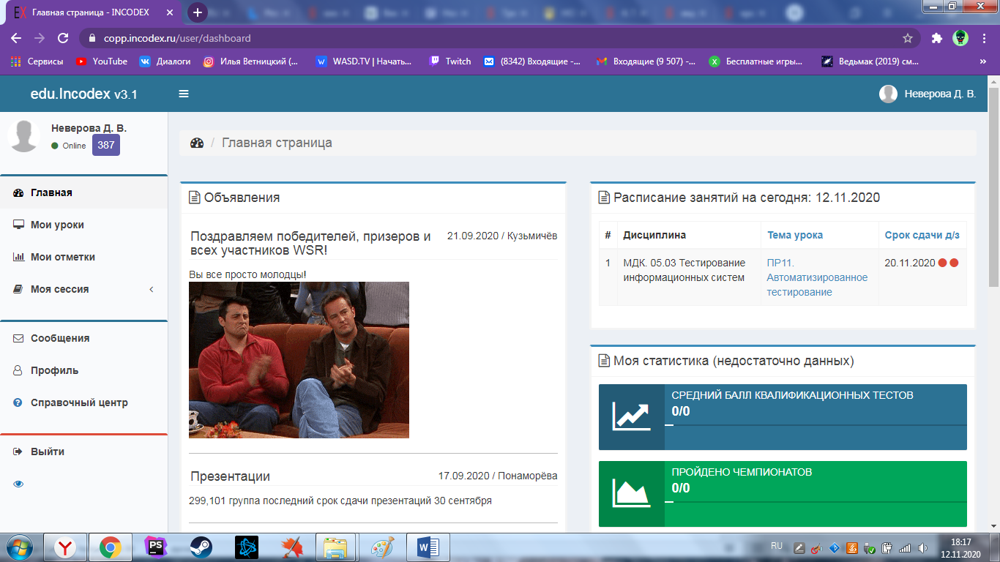 Главная страница - INCODEX
copp.incodex.ru/user/dashboard
Сервисы
YouTube
Диалоги
Илья Ветницкий (...
WASD.TV | Начать...
Twitch
(8342) Входящие -...
Входящие (9 507) -...
Бесплатные игры...
Ведьмак (2019) см...
edu.Incodex v3.1
Неверова Д. В.
Неверова Д. В.
Online 387
Главная
Мои уроки
Мои отметки
Моя сессия
Сообщения
Профиль
Справочный центр
Выйти
/ Главная страница
Объявления
Поздравляем победителей, призеров и
всех участников WSR!
21.09.2020 / Кузьмичёв
Вы все просто молодцы!
Презентации
17.09.2020 / Понаморёва
299,101 группа последний срок сдачи презентаций 30 сентября
Расписание занятий на сегодня: 12.11.2020
# Дисциплина Тема урока Срок сдачи д/з
1 МДК. 05.03 Тестирование
информационных систем
ПР11.
Автоматизированное
тестирование
20.11.2020
Моя статистика (недостаточно данных)
СРЕДНИЙ БАЛЛ КВАЛИФИКАЦИОННЫХ ТЕСТОВ
0/0
ПРОЙДЕНО ЧЕМПИОНАТОВ
0/0
RU
18:17
12.11.2020